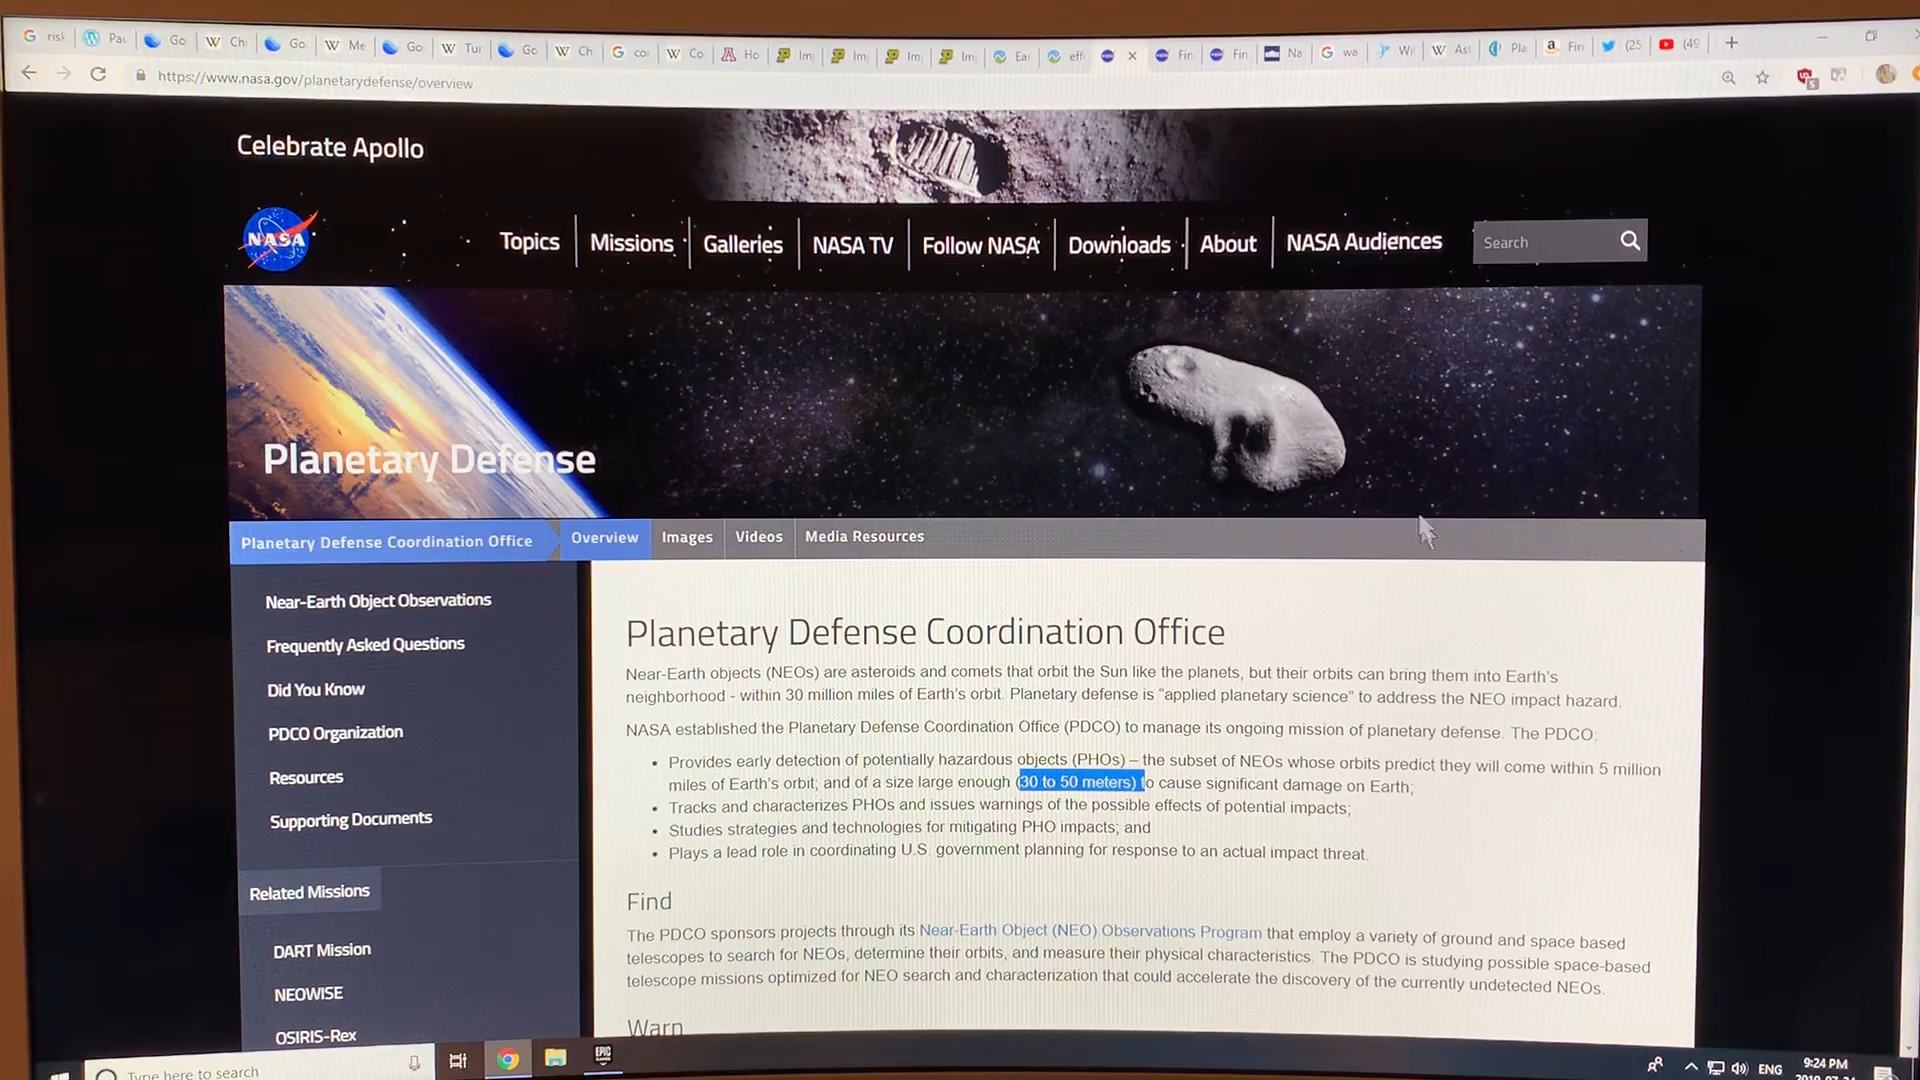 risk
Go
Go
Go
Tur
Go
Ho
(25
(49
https://www.nasa.gov/planetarydefense/overview
Celebrate Apollo
NASA
Topics
Missions
Galleries
NASA TV
Follow NASA
Downloads
About
NASA Audiences
Search
Planetary Defense
Planetary Defense Coordination Office
Overview
Images
Videos
Media Resources
Near-Earth Object Observations
Frequently Asked Questions
Did You Know
PDCO Organization
Resources
Supporting Documents
Related Missions
DART Mission
NEOWISE
OSIRIS-Rex
Planetary Defense Coordination Office
Near-Earth objects (NEOs) are asteroids and comets that orbit the Sun like the planets, but their orbits can bring them into Earth's
neighborhood - within 30 million miles of Earth's orbit. Planetary defense is “applied planetary science” to address the NEO impact hazard.
NASA established the Planetary Defense Coordination Office (PDCO) to manage its ongoing mission of planetary defense. The PDCO:
• Provides early detection of potentially hazardous objects (PHOs) – the subset of NEOs whose orbits predict they will come within 5 million
miles of Earth's orbit; and of a size large enough (30 to 50 meters) to cause significant damage on Earth;
• Tracks and characterizes PHOs and issues warnings of the possible effects of potential impacts;
• Studies strategies and technologies for mitigating PHO impacts; and
• Plays a lead role in coordinating U.S. government planning for response to an actual impact threat.
Find
The PDCO sponsors projects through its Near-Earth Object (NEO) Observations Program that employ a variety of ground and space based
telescopes to search for NEOs, determine their orbits, and measure their physical characteristics. The PDCO is studying possible space-based
telescope missions optimized for NEO search and characterization that could accelerate the discovery of the currently undetected NEOs.
Warn
Type here to search
EPIC
ENG
9:24 PM